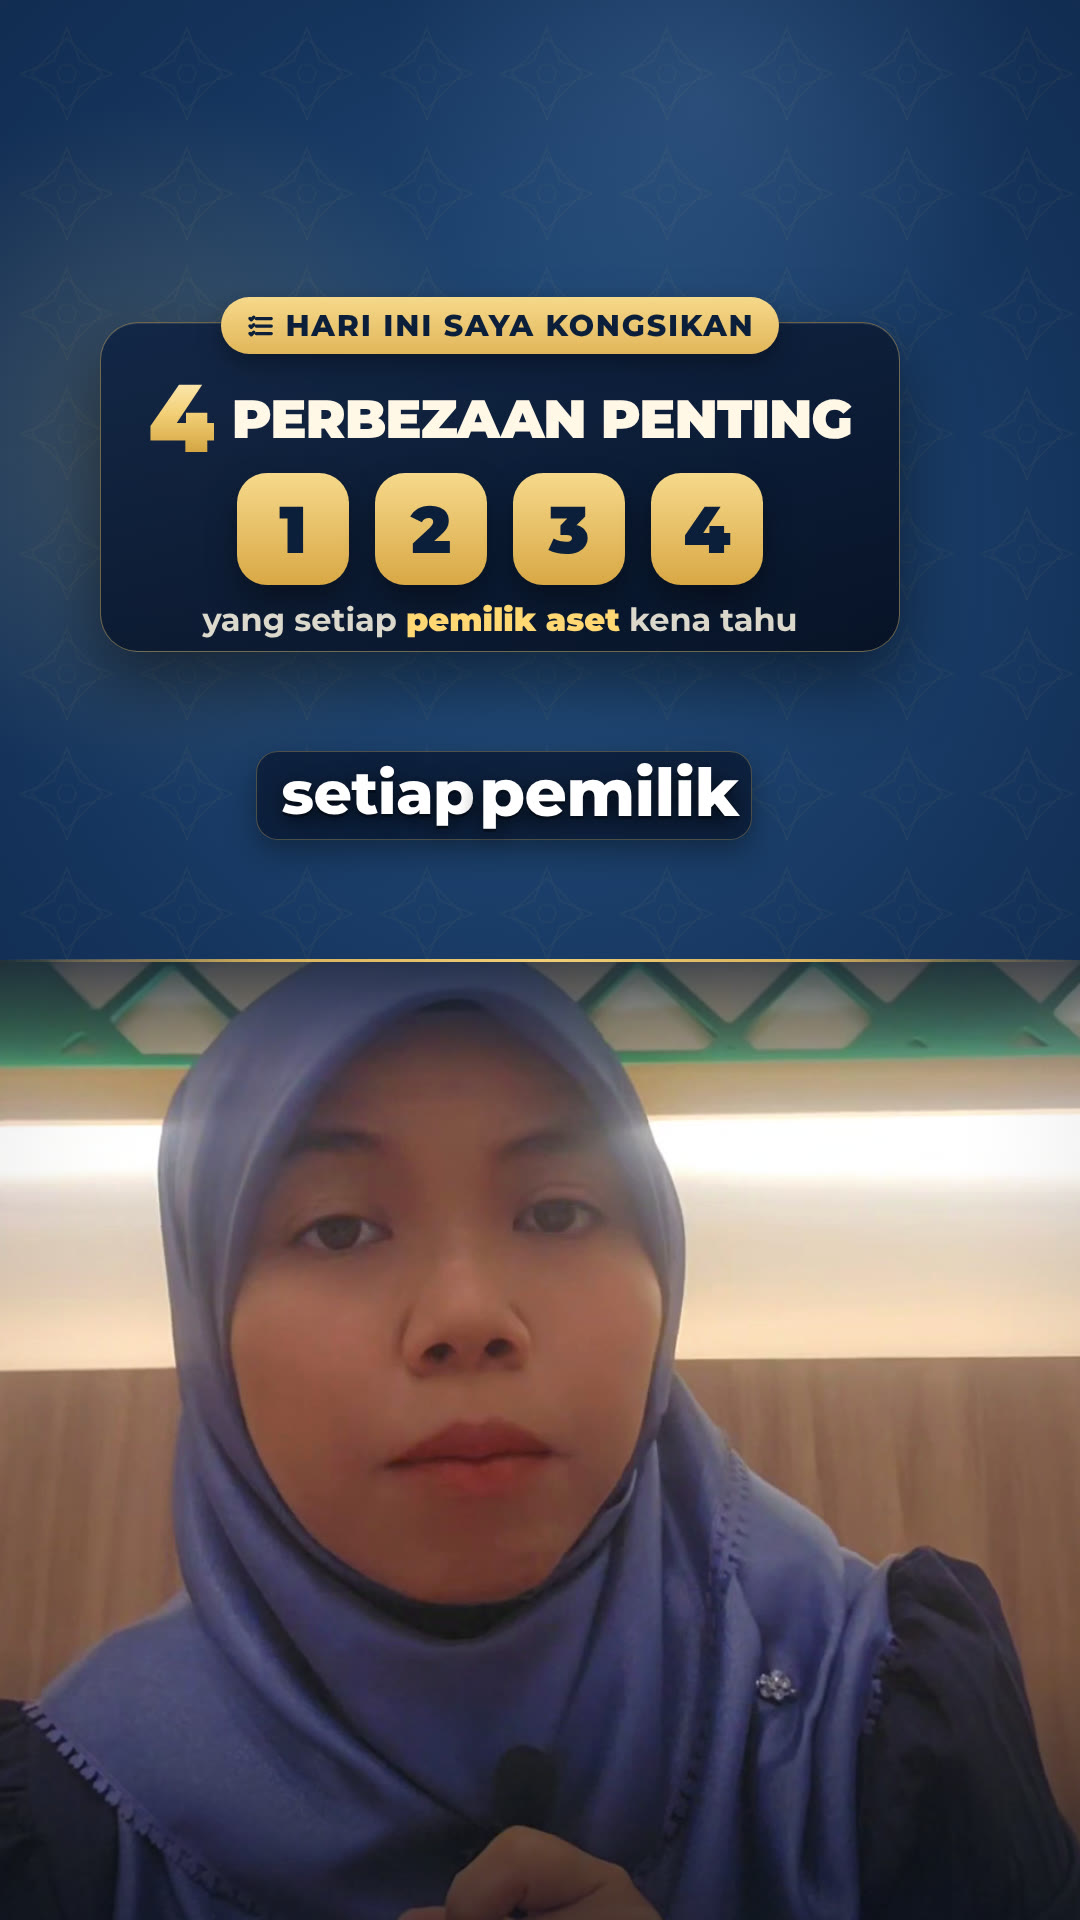 HARI INI SAYA KONGSIKAN
4 PERBEZAAN PENTING
1 2 3 4
yang setiap pemilik aset kena tahu
setiap pemilik